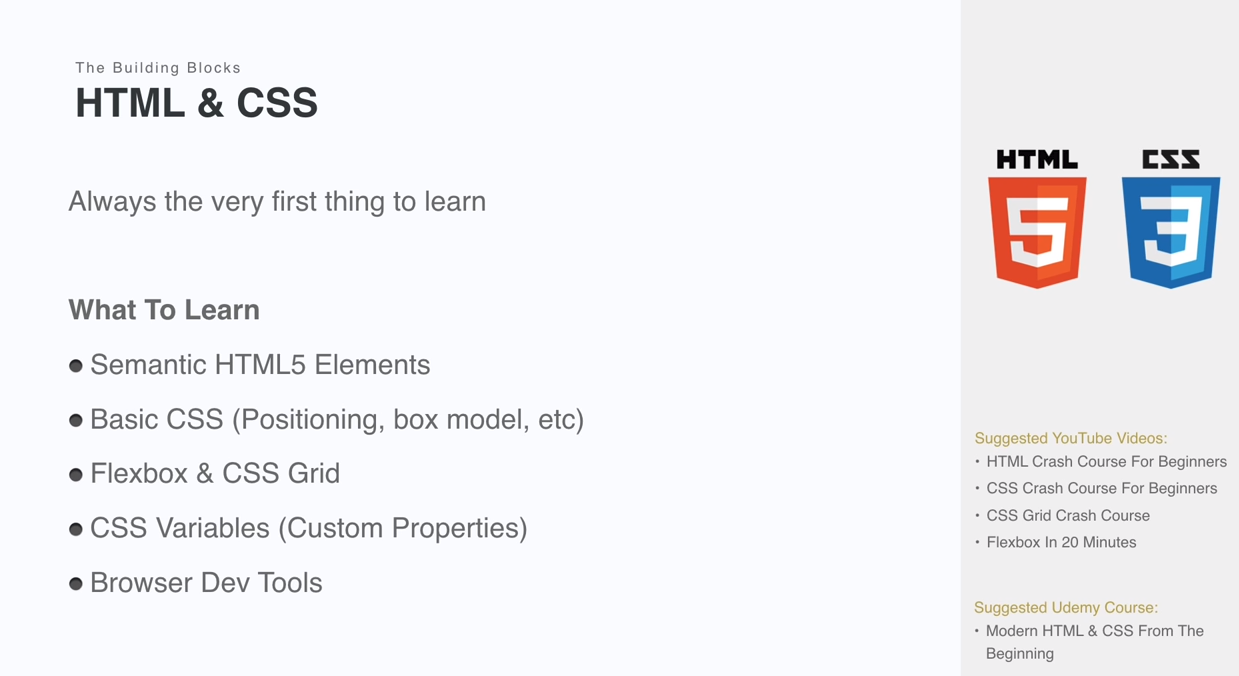 The Building Blocks
HTML & CSS
Always the very first thing to learn
What To Learn
● Semantic HTML5 Elements
● Basic CSS (Positioning, box model, etc)
● Flexbox & CSS Grid
● CSS Variables (Custom Properties)
● Browser Dev Tools
HTML CSS
5 3
Suggested YouTube Videos:
• HTML Crash Course For Beginners
• CSS Crash Course For Beginners
• CSS Grid Crash Course
• Flexbox In 20 Minutes
Suggested Udemy Course:
• Modern HTML & CSS From The
Beginning